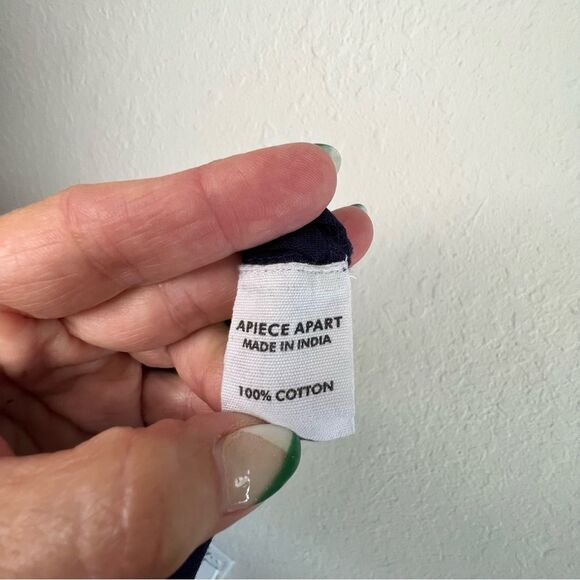 APIECE APART
MADE IN INDIA
100% COTTON